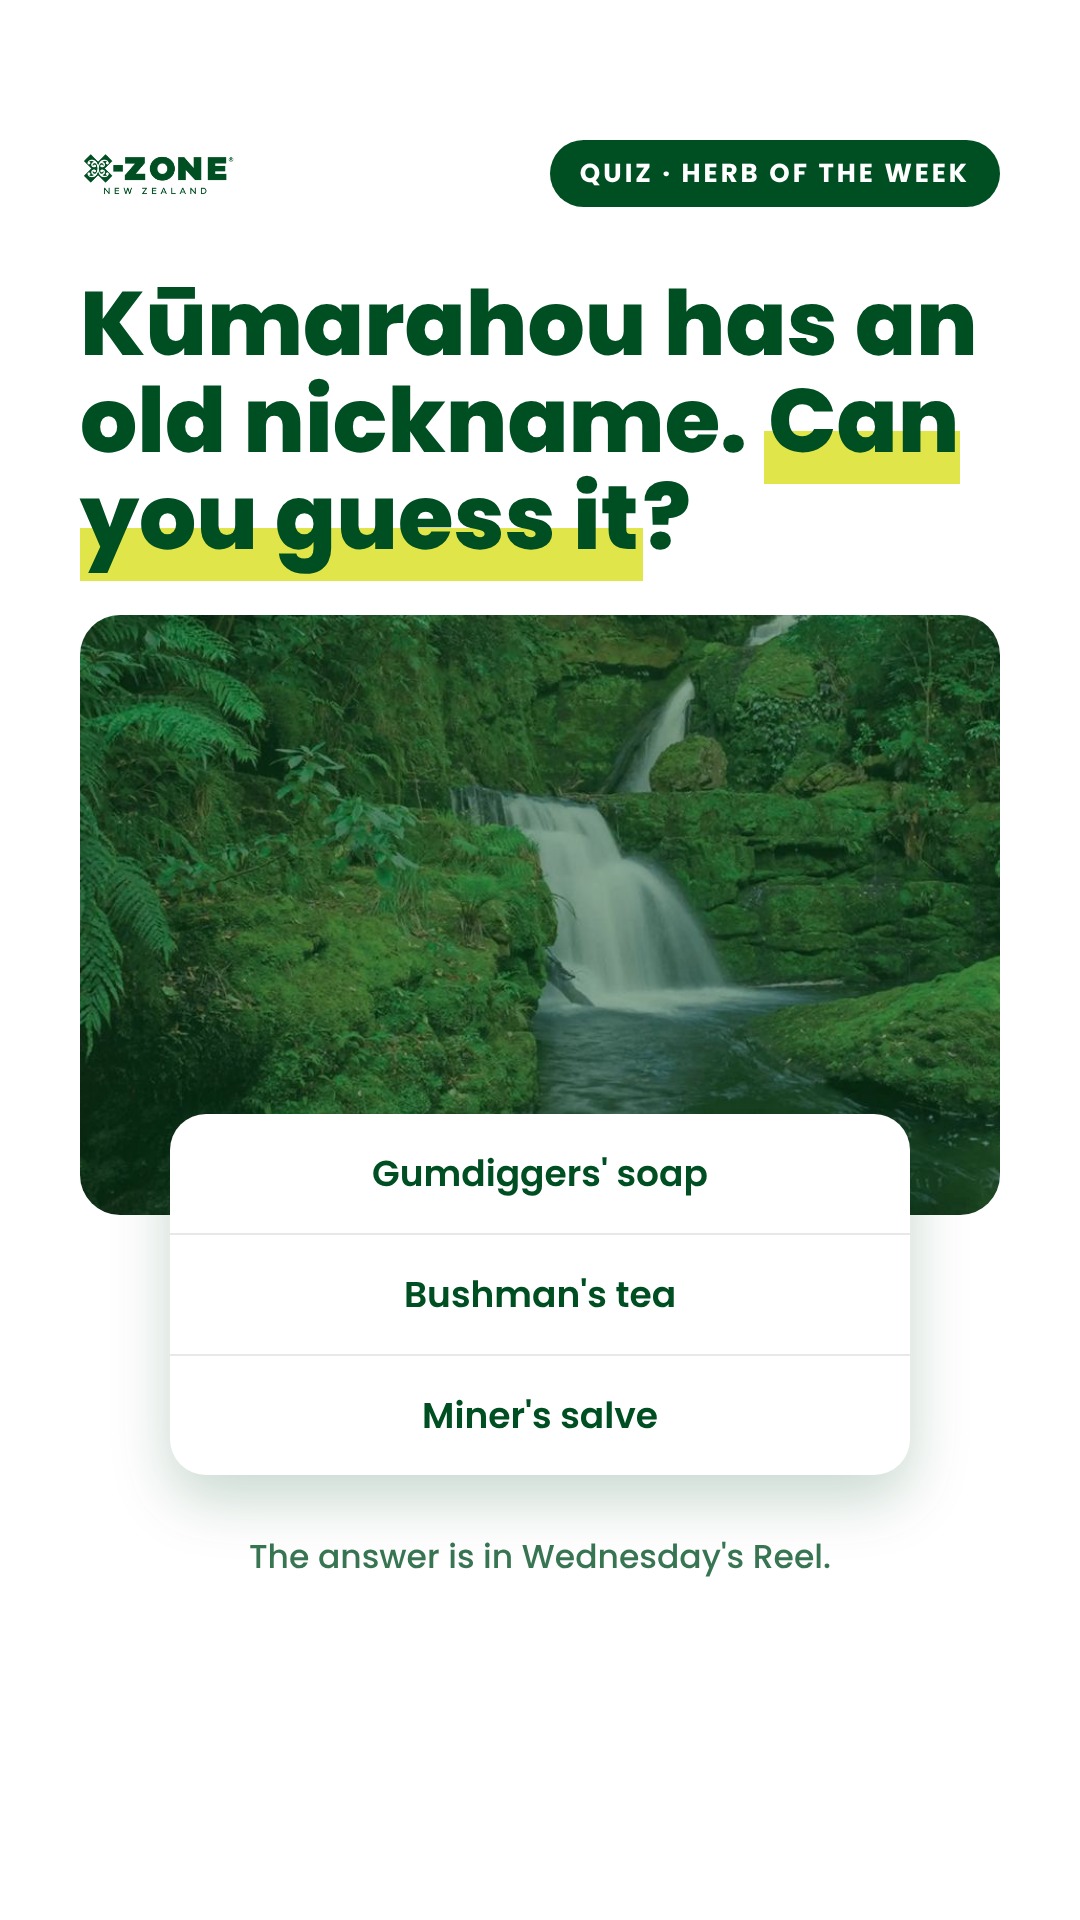 X-ZONE®
NEW ZEALAND
QUIZ · HERB OF THE WEEK
Kūmarahou has an
old nickname. Can
you guess it?
Gumdiggers' soap
Bushman's tea
Miner's salve
The answer is in Wednesday's Reel.